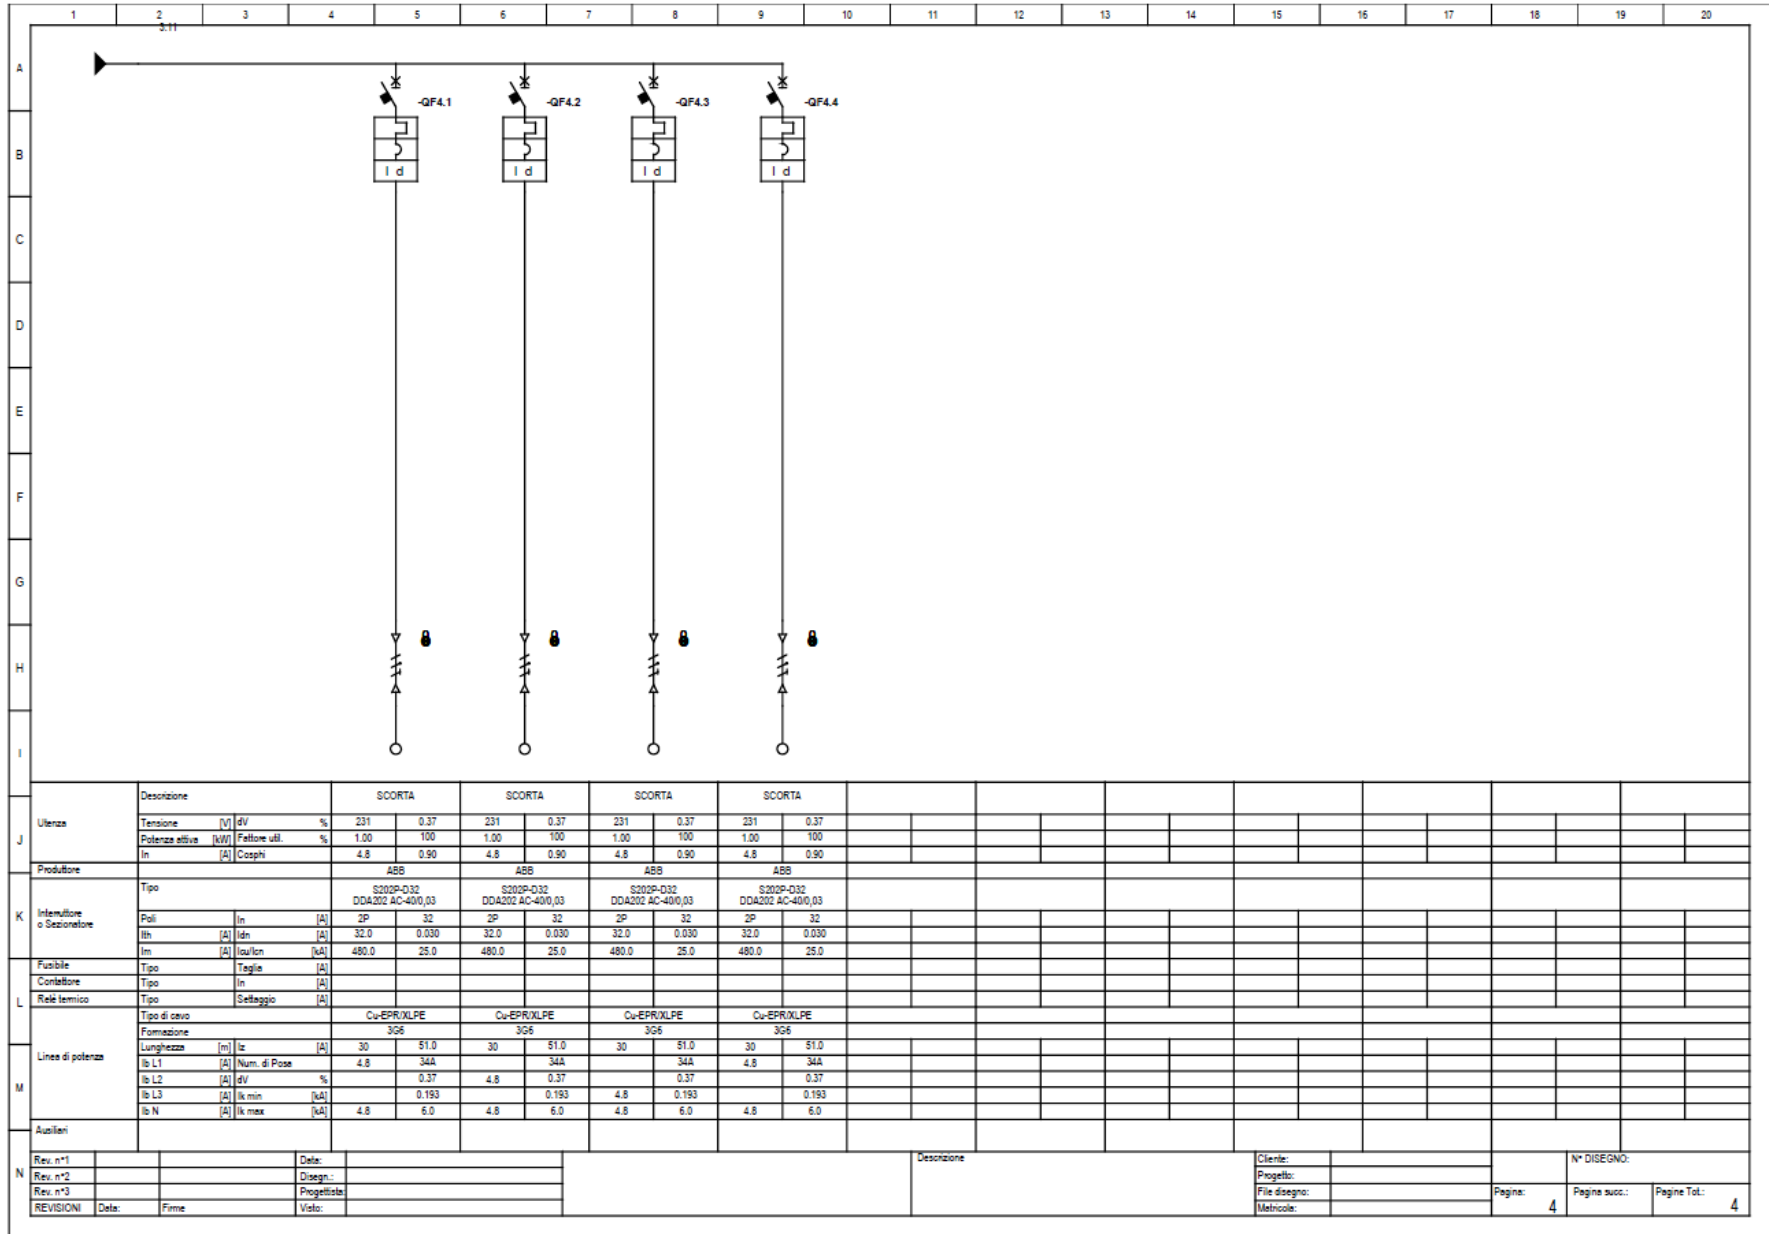 1 2 3 4 5 6 7 8 9 10 11 12 13 14 15 16 17 18 19 20
3.11
A
-QF4.1 -QF4.2 -QF4.3 -QF4.4
B
I d I d I d I d
C
D
E
F
G
H
I
Descrizione SCORTA SCORTA SCORTA SCORTA
J Utenza
Tensione [V] dV % 231 0.37 231 0.37 231 0.37 231 0.37
Potenza attiva [kW] Fattore util. % 1.00 100 1.00 100 1.00 100 1.00 100
In [A] Cosphi 4.8 0.90 4.8 0.90 4.8 0.90 4.8 0.90
Produttore ABB ABB ABB ABB
K Interruttore
o Sezionatore
Tipo S202P-D32 S202P-D32 S202P-D32 S202P-D32
DDA202 AC-40/0,03 DDA202 AC-40/0,03 DDA202 AC-40/0,03 DDA202 AC-40/0,03
Poli In [A] 2P 32 2P 32 2P 32 2P 32
Ith [A] Idn [A] 32.0 0.030 32.0 0.030 32.0 0.030 32.0 0.030
Im [A] Icu/Icn [kA] 480.0 25.0 480.0 25.0 480.0 25.0 480.0 25.0
Fusibile Tipo Taglia [A]
Contattore Tipo In [A]
L Relè termico Tipo Settaggio [A]
Linea di potenza
Tipo di cavo Cu-EPR/XLPE Cu-EPR/XLPE Cu-EPR/XLPE Cu-EPR/XLPE
Formazione 3G6 3G6 3G6 3G6
Lunghezza [m] Iz [A] 30 51.0 30 51.0 30 51.0 30 51.0
Ib L1 [A] Num. di Posa 4.8 34A 34A 34A 4.8 34A
M
Ib L2 [A] dV % 0.37 4.8 0.37 0.37 0.37
Ib L3 [A] Ik min [kA] 0.193 0.193 4.8 0.193 0.193
Ib N [A] Ik max [kA] 4.8 6.0 4.8 6.0 4.8 6.0 4.8 6.0
Ausiliari
N
Rev. n°1 Data: Descrizione Cliente: N° DISEGNO:
Rev. n°2 Disegn.: Progetto:
Rev. n°3 Progettista: File disegno: Pagina: 4 Pagina succ.: Pagine Tot.: 4
REVISIONI Data: Firme Visto: Matricola: